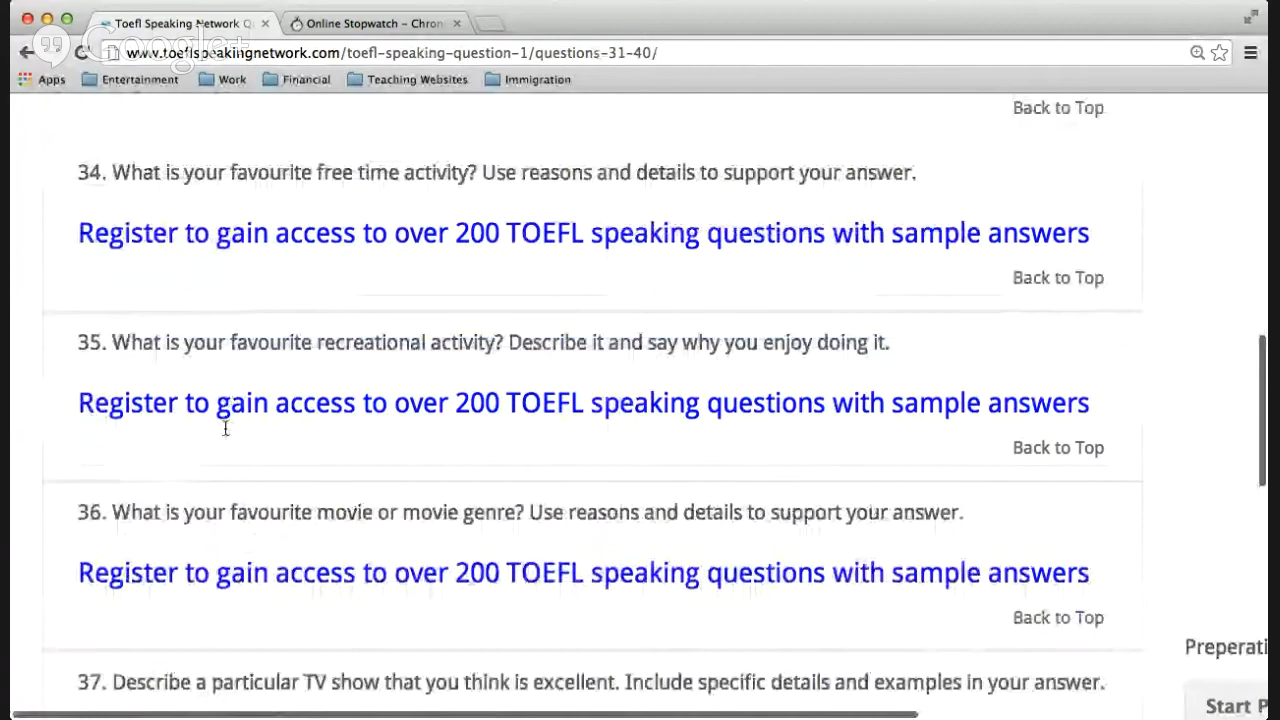 Toefl Speaking Network Q
Online Stopwatch – Chron
Google+
www.toeflspeakingnetwork.com/toefl-speaking-question-1/questions-31-40/
Apps Entertainment Work Financial Teaching Websites Immigration
Back to Top
34. What is your favourite free time activity? Use reasons and details to support your answer.
Register to gain access to over 200 TOEFL speaking questions with sample answers
Back to Top
35. What is your favourite recreational activity? Describe it and say why you enjoy doing it.
Register to gain access to over 200 TOEFL speaking questions with sample answers
Back to Top
36. What is your favourite movie or movie genre? Use reasons and details to support your answer.
Register to gain access to over 200 TOEFL speaking questions with sample answers
Back to Top
Preperati
37. Describe a particular TV show that you think is excellent. Include specific details and examples in your answer.
Start P